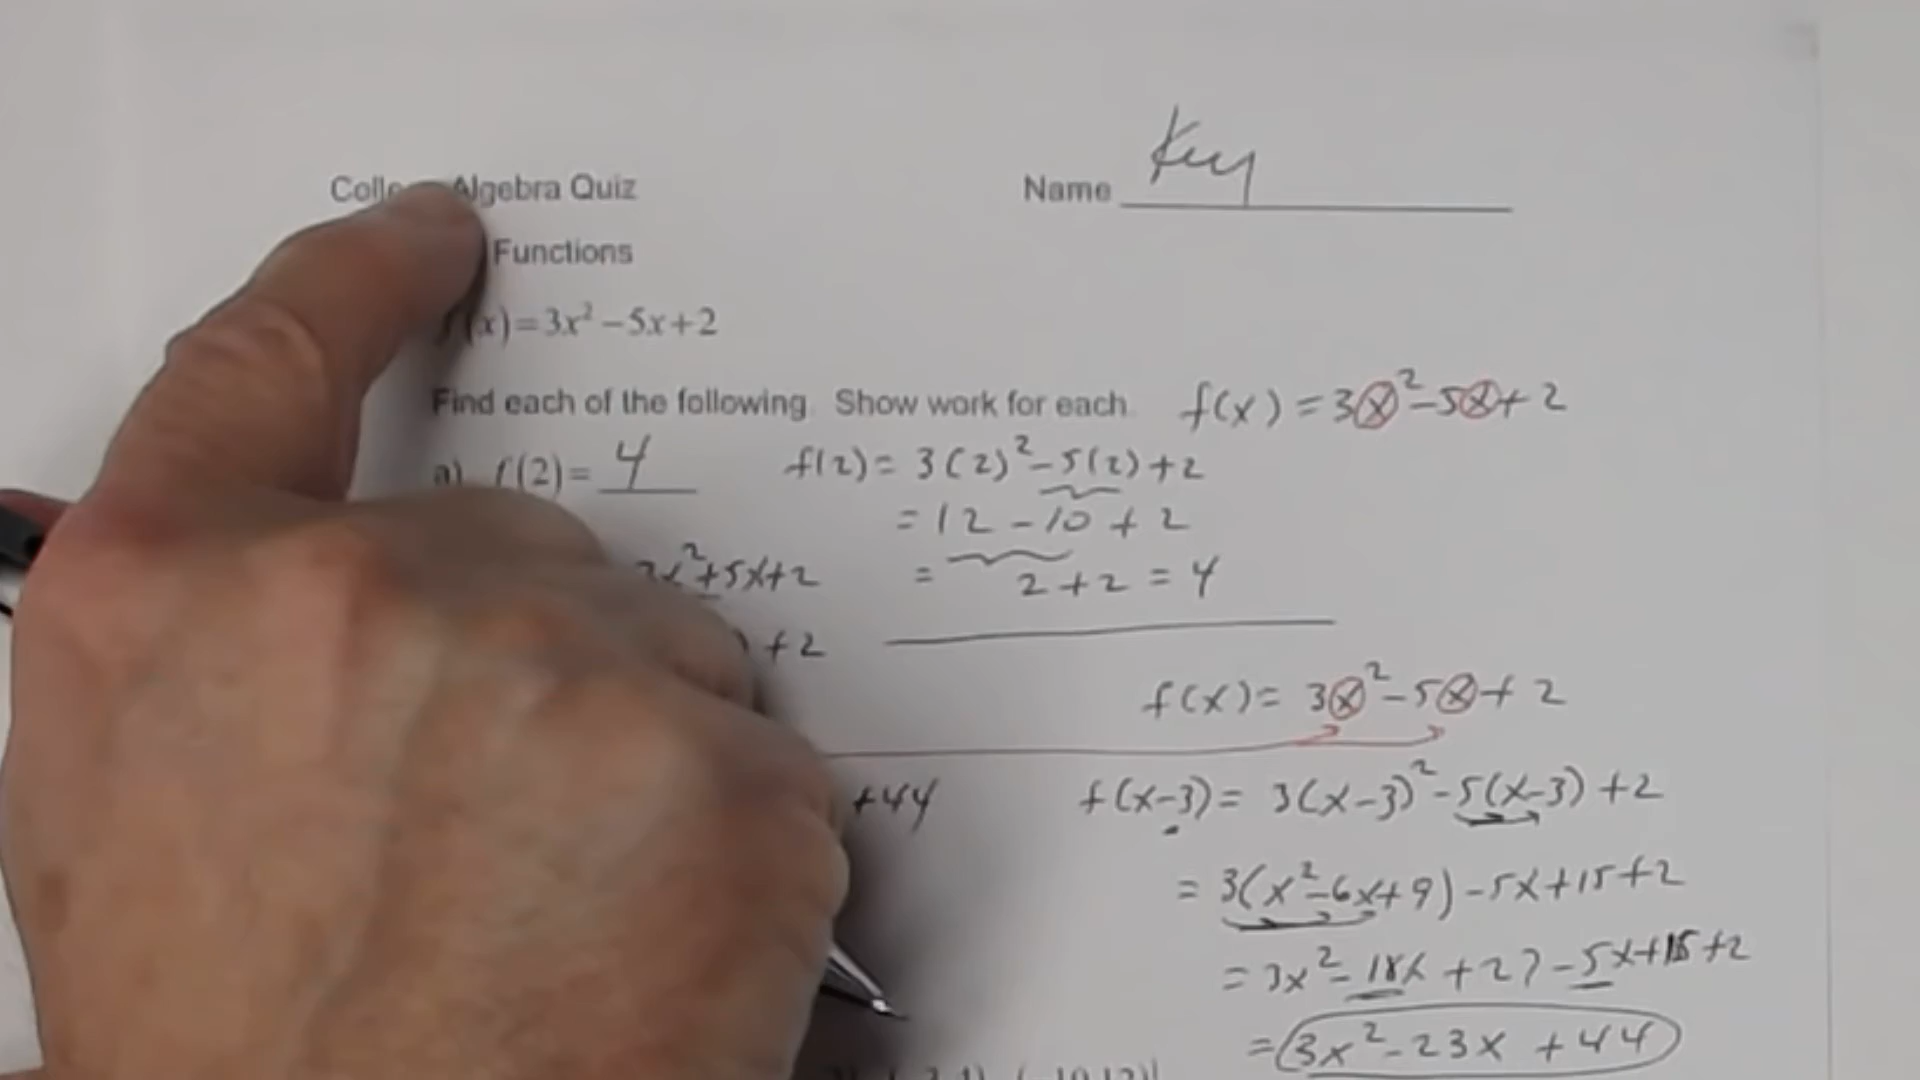 College Algebra Quiz
Name Key
Functions
f(x)=3x²-5x+2
Find each of the following. Show work for each.
f(x) = 3x²-5x+2
a) f(2)= 4
f(2) = 3(2)²-5(2)+2
= 12 -10 + 2
3x²+5x+2
= 2+2 = 4
) +2
f(x)= 3x²-5x+2
+44
f(x-3)= 3(x-3)²-5(x-3)+2
= 3(x²-6x+9)-5x+15+2
= 3x²-18x+27-5x+15+2
= 3x²-23x+44